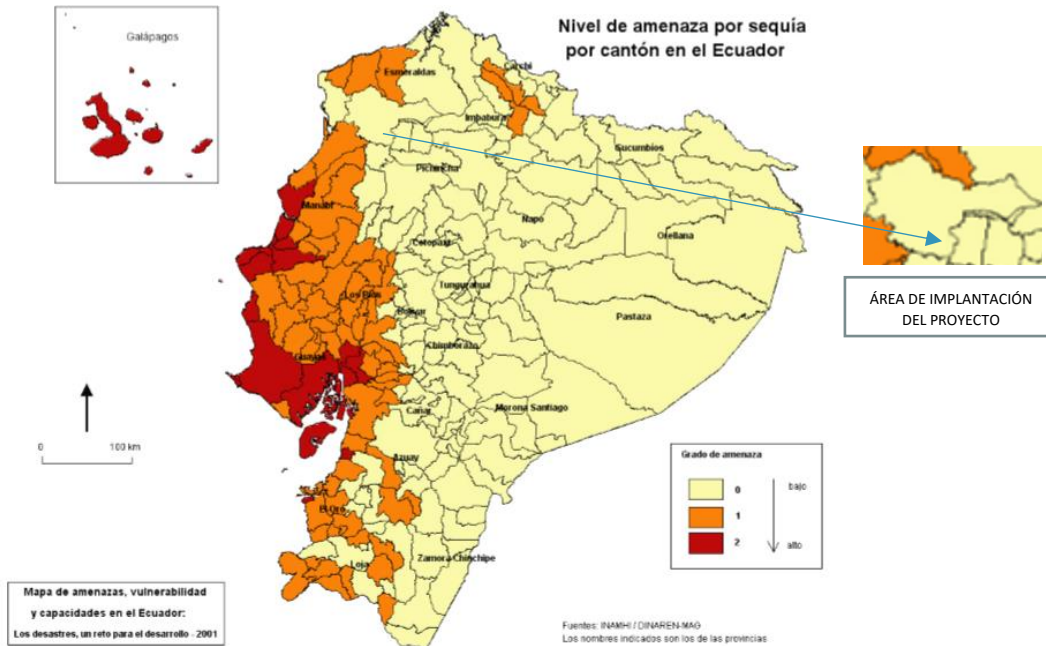 Nivel de amenaza por sequía
por cantón en el Ecuador
Galápagos
Esmeraldas
Carchi
Imbabura
Sucumbios
Pichincha
Manabí
Napo
Orellana
Cotopaxi
Los Rios
Tungurahua
Bolivar
Pastaza
Chimborazo
Guayas
Cañar
Morona Santiago
Azuay
El Oro
Loja
Zamora Chinchipe
ÁREA DE IMPLANTACIÓN
DEL PROYECTO
0 100 km
Grado de amenaza
0 bajo
1
2 alto
Mapa de amenazas, vulnerabilidad
y capacidades en el Ecuador:
Los desastres, un reto para el desarrollo - 2001
Fuentes: INAMHI / DINAREN-MAG
Los nombres indicados son los de las provincias